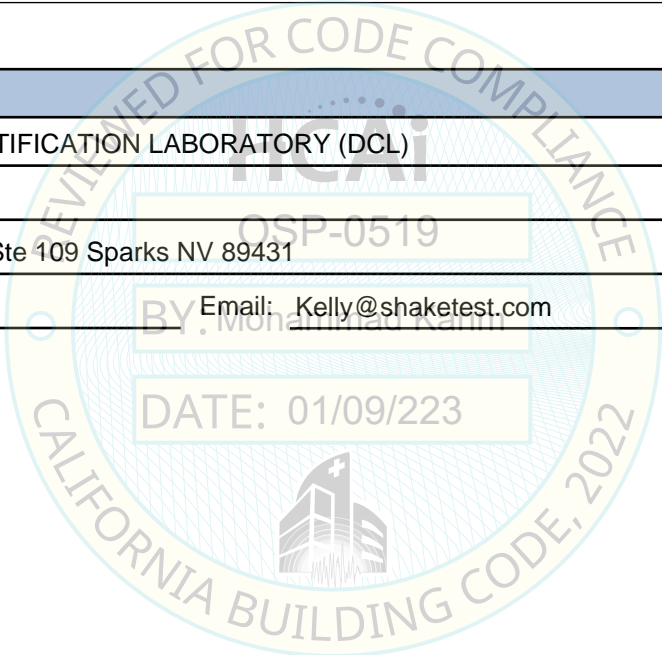 REVIEWED FOR CODE COMPLIANCE
HCAi
TIFICATION LABORATORY (DCL)
OSP-0519
Ste 109 Sparks NV 89431
Email: Kelly@shaketest.com
BY: Mohammad Karim
DATE: 01/09/223
CALIFORNIA BUILDING CODE, 2022